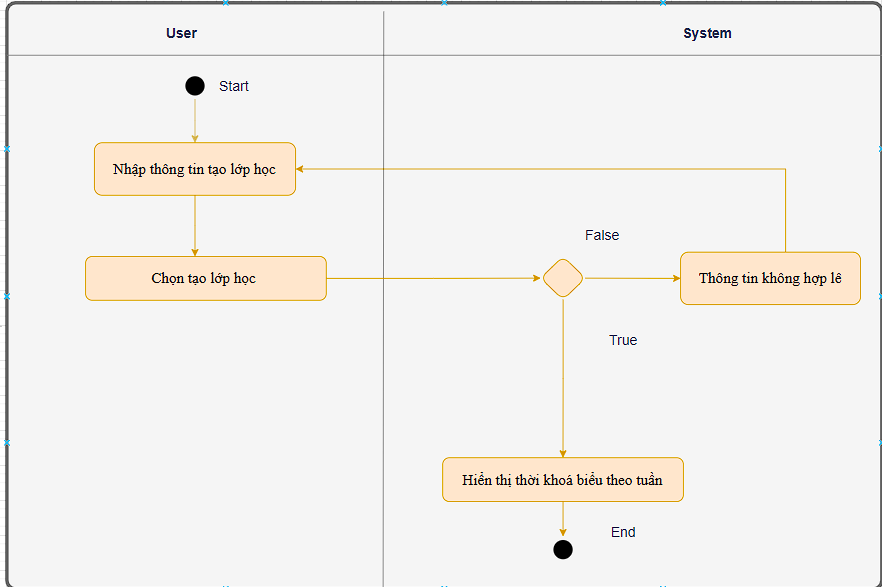 User
System
Start
Nhập thông tin tạo lớp học
False
Chọn tạo lớp học
Thông tin không hợp lê
True
Hiển thị thời khoá biểu theo tuần
End